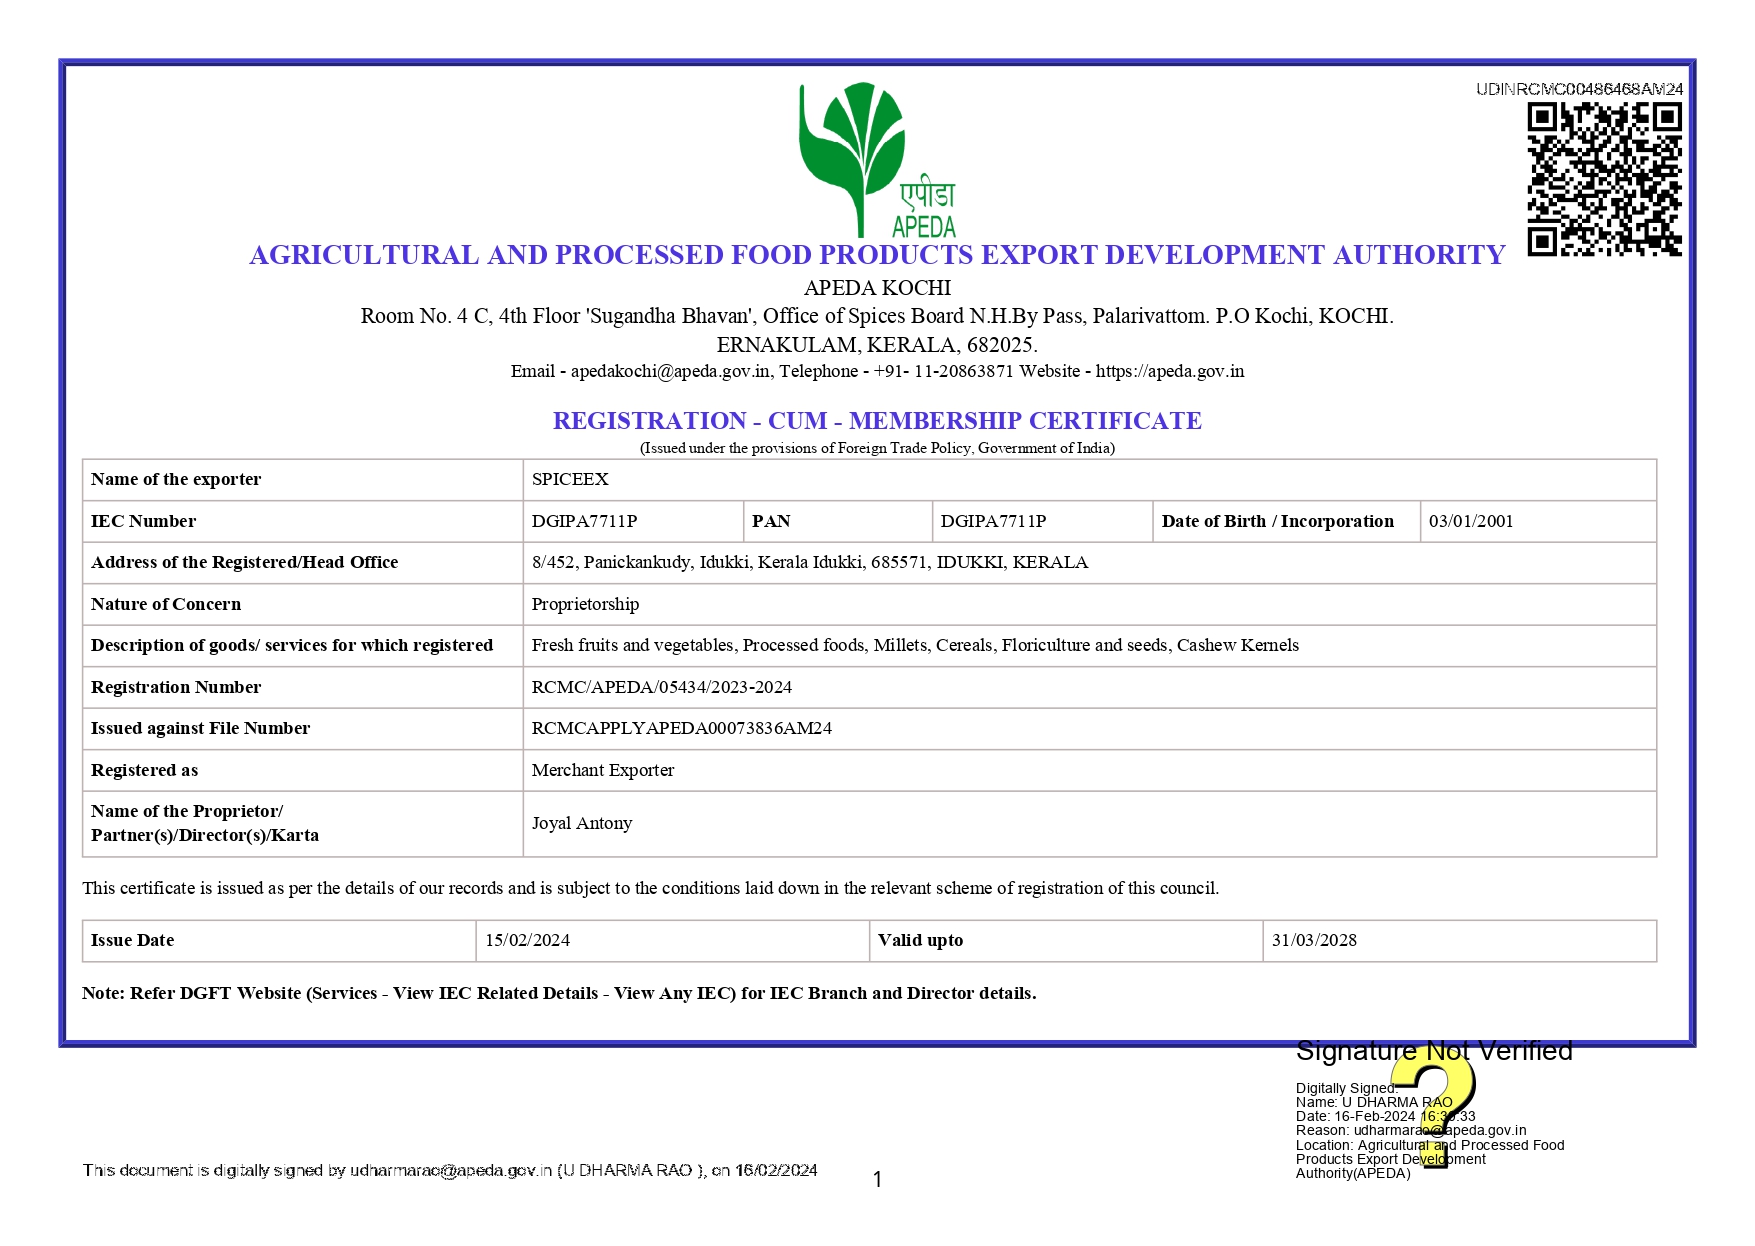 UDINRCMC00486468AM24
एपीडा
APEDA
AGRICULTURAL AND PROCESSED FOOD PRODUCTS EXPORT DEVELOPMENT AUTHORITY
APEDA KOCHI
Room No. 4 C, 4th Floor 'Sugandha Bhavan', Office of Spices Board N.H.By Pass, Palarivattom. P.O Kochi, KOCHI.
ERNAKULAM, KERALA, 682025.
Email - apedakochi@apeda.gov.in, Telephone - +91- 11-20863871 Website - https://apeda.gov.in
REGISTRATION - CUM - MEMBERSHIP CERTIFICATE
(Issued under the provisions of Foreign Trade Policy, Government of India)
Name of the exporter SPICEEX
IEC Number DGIPA7711P PAN DGIPA7711P Date of Birth / Incorporation 03/01/2001
Address of the Registered/Head Office 8/452, Panickankudy, Idukki, Kerala Idukki, 685571, IDUKKI, KERALA
Nature of Concern Proprietorship
Description of goods/ services for which registered Fresh fruits and vegetables, Processed foods, Millets, Cereals, Floriculture and seeds, Cashew Kernels
Registration Number RCMC/APEDA/05434/2023-2024
Issued against File Number RCMCAPPLYAPEDA00073836AM24
Registered as Merchant Exporter
Name of the Proprietor/
Partner(s)/Director(s)/Karta Joyal Antony
This certificate is issued as per the details of our records and is subject to the conditions laid down in the relevant scheme of registration of this council.
Issue Date 15/02/2024 Valid upto 31/03/2028
Note: Refer DGFT Website (Services - View IEC Related Details - View Any IEC) for IEC Branch and Director details.
Signature Not Verified
Digitally Signed.
Name: U DHARMA RAO
Date: 16-Feb-2024
Reason: udharmarao@apeda.gov.in
Location: Agricultural and Processed Food
Products Export Development
Authority(APEDA)
This document is digitally signed by udharmarao@apeda.gov.in (U DHARMA RAO ), on 16/02/2024
1